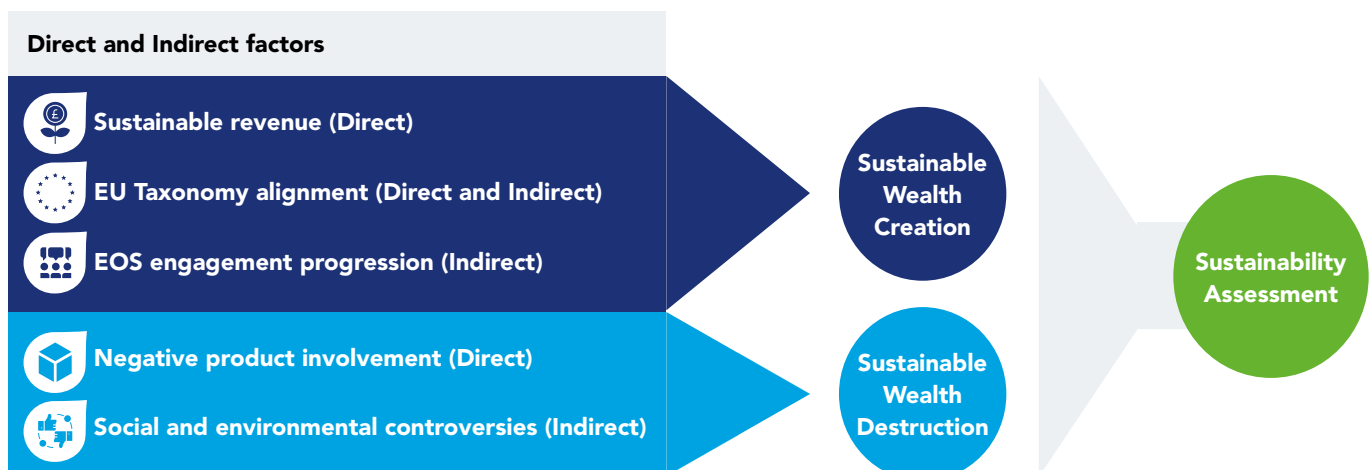 Direct and Indirect factors
£
Sustainable revenue (Direct)
EU Taxonomy alignment (Direct and Indirect)
EOS engagement progression (Indirect)
Negative product involvement (Direct)
Social and environmental controversies (Indirect)
Sustainable
Wealth
Creation
Sustainable
Wealth
Destruction
Sustainability
Assessment